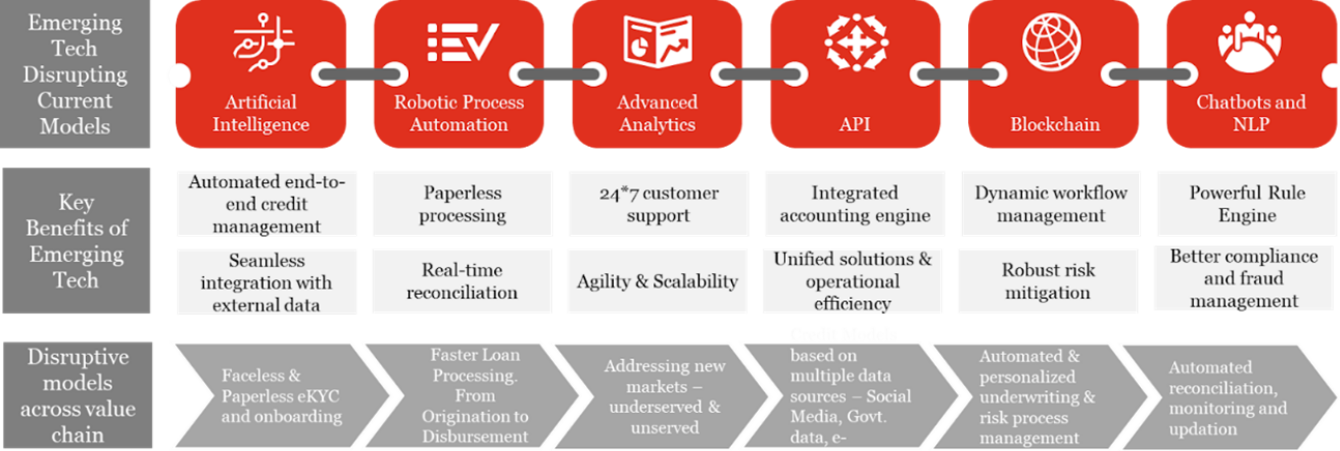 Emerging
Tech
Disrupting
Current
Models
Artificial
Intelligence
Robotic Process
Automation
Advanced
Analytics
API
Blockchain
Chatbots and
NLP
Key
Benefits of
Emerging
Tech
Automated end-to-
end credit
management
Paperless
processing
24*7 customer
support
Integrated
accounting engine
Dynamic workflow
management
Powerful Rule
Engine
Seamless
integration with
external data
Real-time
reconciliation
Agility & Scalability
Unified solutions &
operational
efficiency
Robust risk
mitigation
Better compliance
and fraud
management
Disruptive
models
across value
chain
Faceless &
Paperless eKYC
and onboarding
Faster Loan
Processing.
From
Origination to
Disbursement
Addressing new
markets –
underserved &
unserved
based on
multiple data
sources – Social
Media, Govt.
data, e-
Automated &
personalized
underwriting &
risk process
management
Automated
reconciliation,
monitoring and
updation